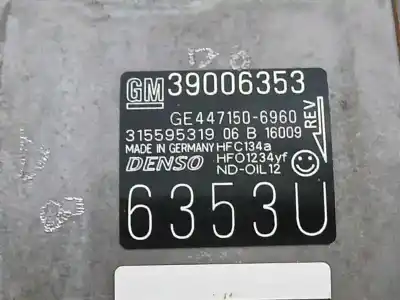 GM 39006353
GE447150-6960
315595319 06 B 16009
MADE IN GERMANY HFC134a
DENSO HFO1234yf
ND-OIL12
REV
6353U